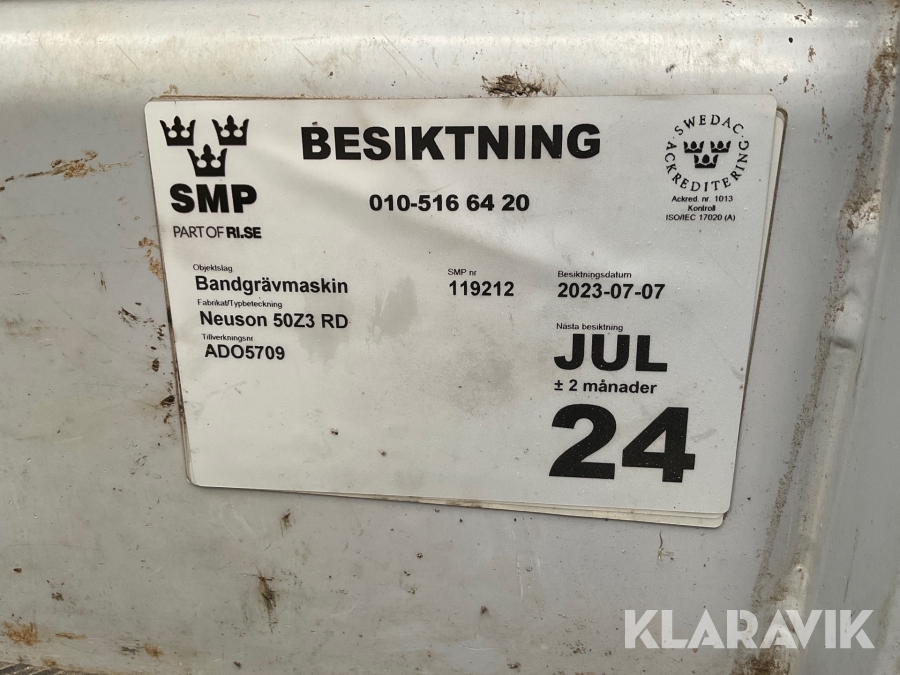 BESIKTNING
010-516 64 20
SMP
PART OF RI.SE
SWEDAC
ACKREDITERING
Ackred. nr. 1013
Kontroll
ISO/IEC 17020 (A)
Objektslag
Bandgrävmaskin
Fabrikat/Typbeteckning
Neuson 50Z3 RD
Tillverkningsnr
ADO5709
SMP nr
119212
Besiktningsdatum
2023-07-07
Nästa besiktning
JUL
± 2 månader
24
KLARAVIK